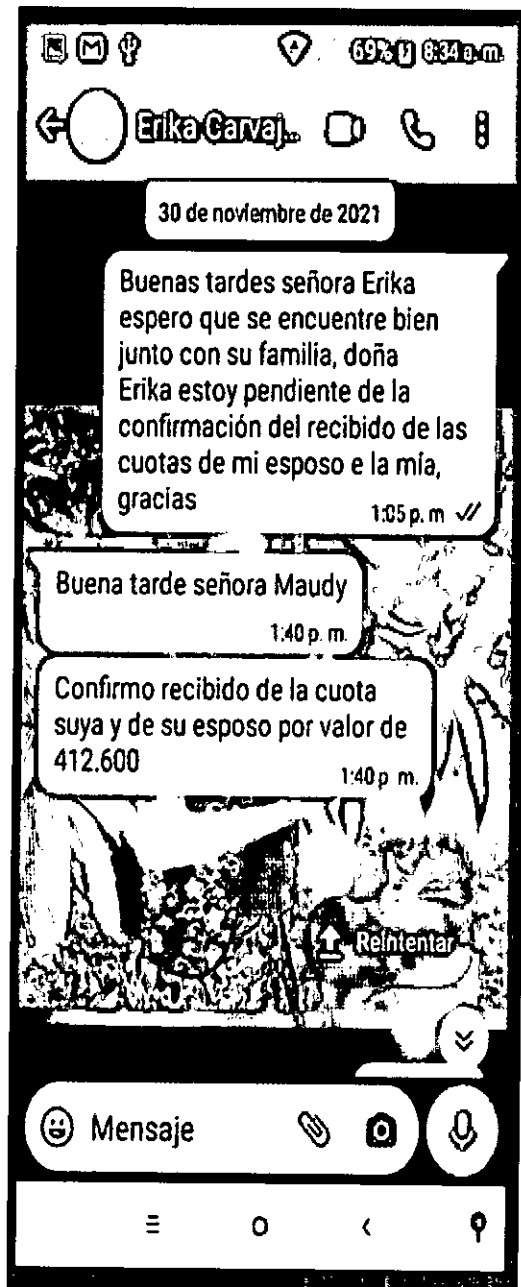 69% 8:34 a. m.
Erika Carvaj...
30 de noviembre de 2021
Buenas tardes señora Erika
espero que se encuentre bien
junto con su familia, doña
Erika estoy pendiente de la
confirmación del recibido de las
cuotas de mi esposo e la mía,
gracias
1:05 p. m
Buena tarde señora Maudy
1:40 p. m.
Confirmo recibido de la cuota
suya y de su esposo por valor de
412.600
1:40 p m.
Reintentar
Mensaje